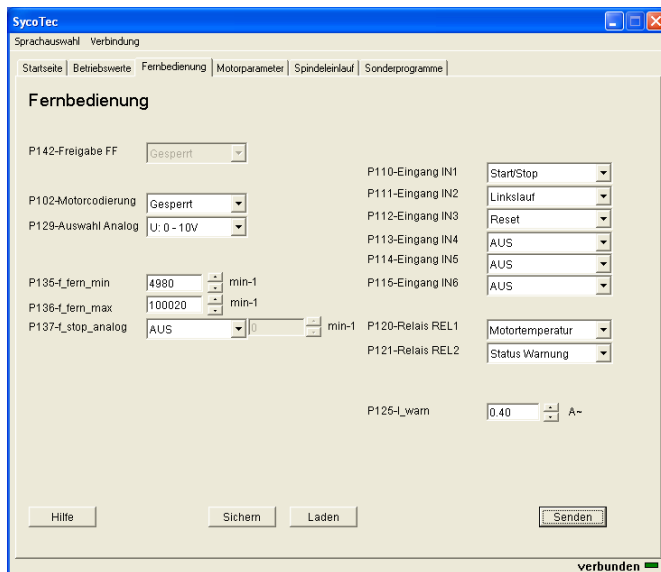 SycoTec
Sprachauswahl Verbindung
Startseite Betriebswerte Fernbedienung Motorparameter Spindeleinlauf Sonderprogramme
Fernbedienung
P142-Freigabe FF Gesperrt
P102-Motorcodierung Gesperrt
P129-Auswahl Analog U: 0 - 10V
P135-f_fern_min 4980 min-1
P136-f_fern_max 100020 min-1
P137-f_stop_analog AUS 0 min-1
P110-Eingang IN1 Start/Stop
P111-Eingang IN2 Linkslauf
P112-Eingang IN3 Reset
P113-Eingang IN4 AUS
P114-Eingang IN5 AUS
P115-Eingang IN6 AUS
P120-Relais REL1 Motortemperatur
P121-Relais REL2 Status Warnung
P125-I_warn 0.40 A~
Hilfe Sichern Laden Senden
verbunden